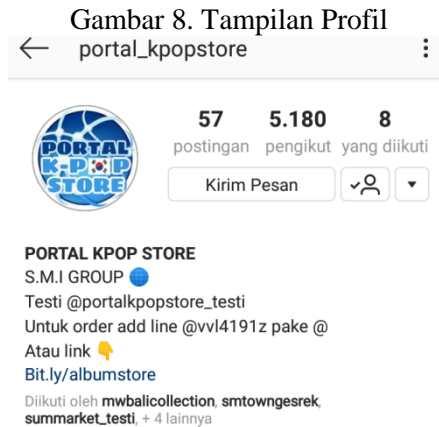 Gambar 8. Tampilan Profil
portal_kpopstore
57 5.180 8
postingan pengikut yang diikuti
PORTAL
K-POP
STORE
Kirim Pesan
PORTAL KPOP STORE
S.M.I GROUP 🌐
Testi @portalkpopstore_testi
Untuk order add line @vvl4191z pake @
Atau link 👇
Bit.ly/albumstore
Diikuti oleh mwbalicollection, smtowngesrek,
summarket_testi, + 4 lainnya